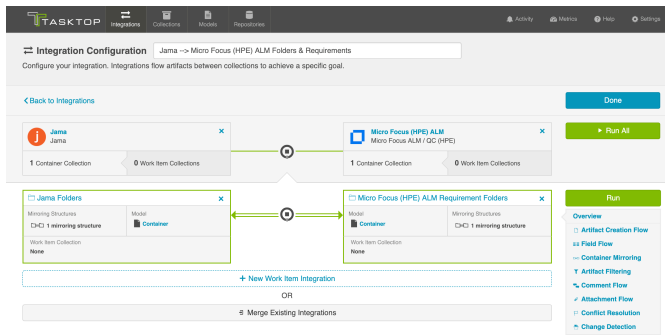 TASKTOP
Integrations
Collections
Models
Repositories
Activity
Metrics
Help
Settings
Integration Configuration
Jama --> Micro Focus (HPE) ALM Folders & Requirements
Configure your integration. Integrations flow artifacts between collections to achieve a specific goal.
Back to Integrations
Done
Jama
Jama
1 Container Collection
0 Work Item Collections
Micro Focus (HPE) ALM
Micro Focus ALM / QC (HPE)
1 Container Collection
0 Work Item Collections
Run All
Jama Folders
Mirroring Structures
1 mirroring structure
Model
Container
Work Item Collection
None
Micro Focus (HPE) ALM Requirement Folders
Model
Container
Mirroring Structures
1 mirroring structure
Work Item Collection
None
Run
Overview
Artifact Creation Flow
Field Flow
Container Mirroring
Artifact Filtering
Comment Flow
Attachment Flow
Conflict Resolution
Change Detection
+ New Work Item Integration
OR
Merge Existing Integrations